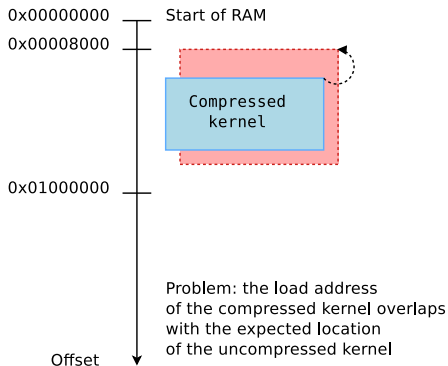 0x00000000 Start of RAM
0x00008000
Compressed
kernel
0x01000000
Problem: the load address
of the compressed kernel overlaps
with the expected location
of the uncompressed kernel
Offset